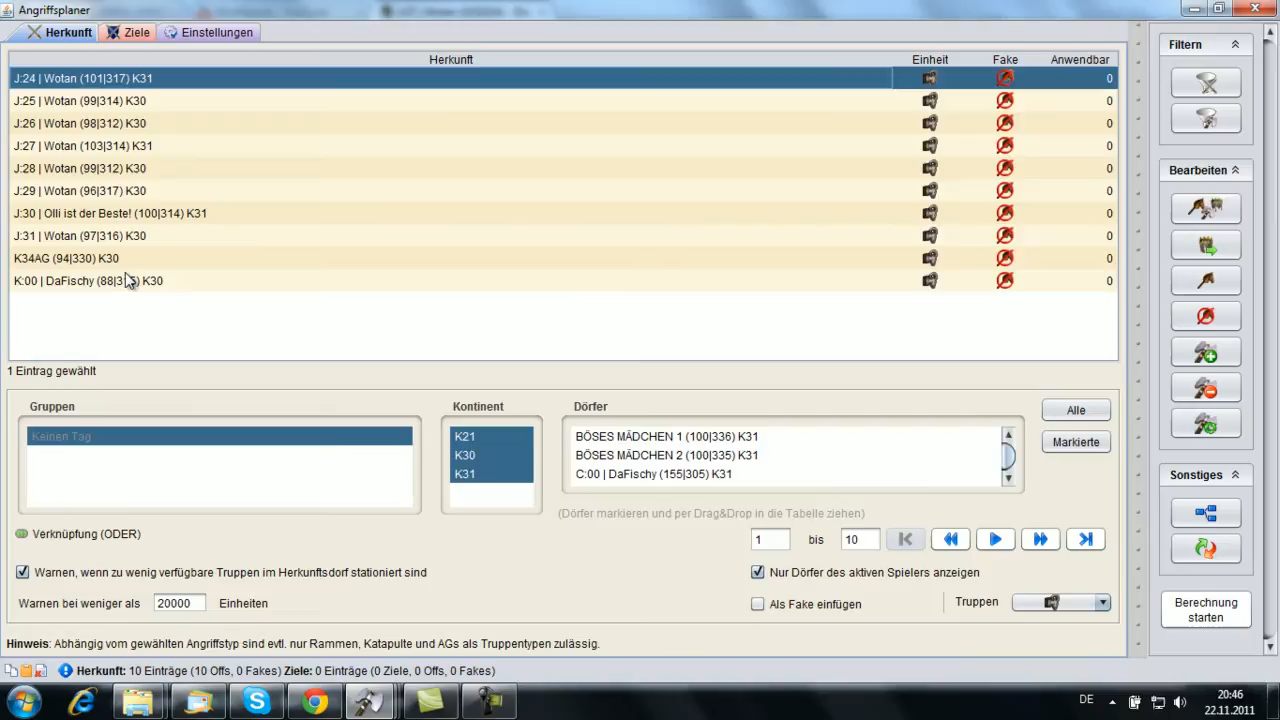 Angriffsplaner
Herkunft Ziele Einstellungen
Herkunft Einheit Fake Anwendbar
J:24 | Wotan (101|317) K31 0
J:25 | Wotan (99|314) K30 0
J:26 | Wotan (98|312) K30 0
J:27 | Wotan (103|314) K31 0
J:28 | Wotan (99|312) K30 0
J:29 | Wotan (96|317) K30 0
J:30 | Olli ist der Beste! (100|314) K31 0
J:31 | Wotan (97|316) K30 0
K34AG (94|330) K30 0
K:00 | DaFischy K30 0
1 Eintrag gewählt
Gruppen
Keinen Tag
Kontinent
K21
K30
K31
Dörfer
BÖSES MÄDCHEN 1 (100|336) K31
BÖSES MÄDCHEN 2 (100|335) K31
C:00 | DaFischy (155|305) K31
Alle
Markierte
(Dörfer markieren und per Drag&Drop in die Tabelle ziehen)
Verknüpfung (ODER)
1 bis 10
Warnen, wenn zu wenig verfügbare Truppen im Herkunftsdorf stationiert sind
Nur Dörfer des aktiven Spielers anzeigen
Warnen bei weniger als 20000 Einheiten
Als Fake einfügen
Truppen
Hinweis: Abhängig vom gewählten Angriffstyp sind evtl. nur Rammen, Katapulte und AGs als Truppentypen zulässig.
Herkunft: 10 Einträge (10 Offs, 0 Fakes) Ziele: 0 Einträge (0 Ziele, 0 Offs, 0 Fakes)
Filtern
Bearbeiten
Sonstiges
Berechnung
starten
DE
20:46
22.11.2011